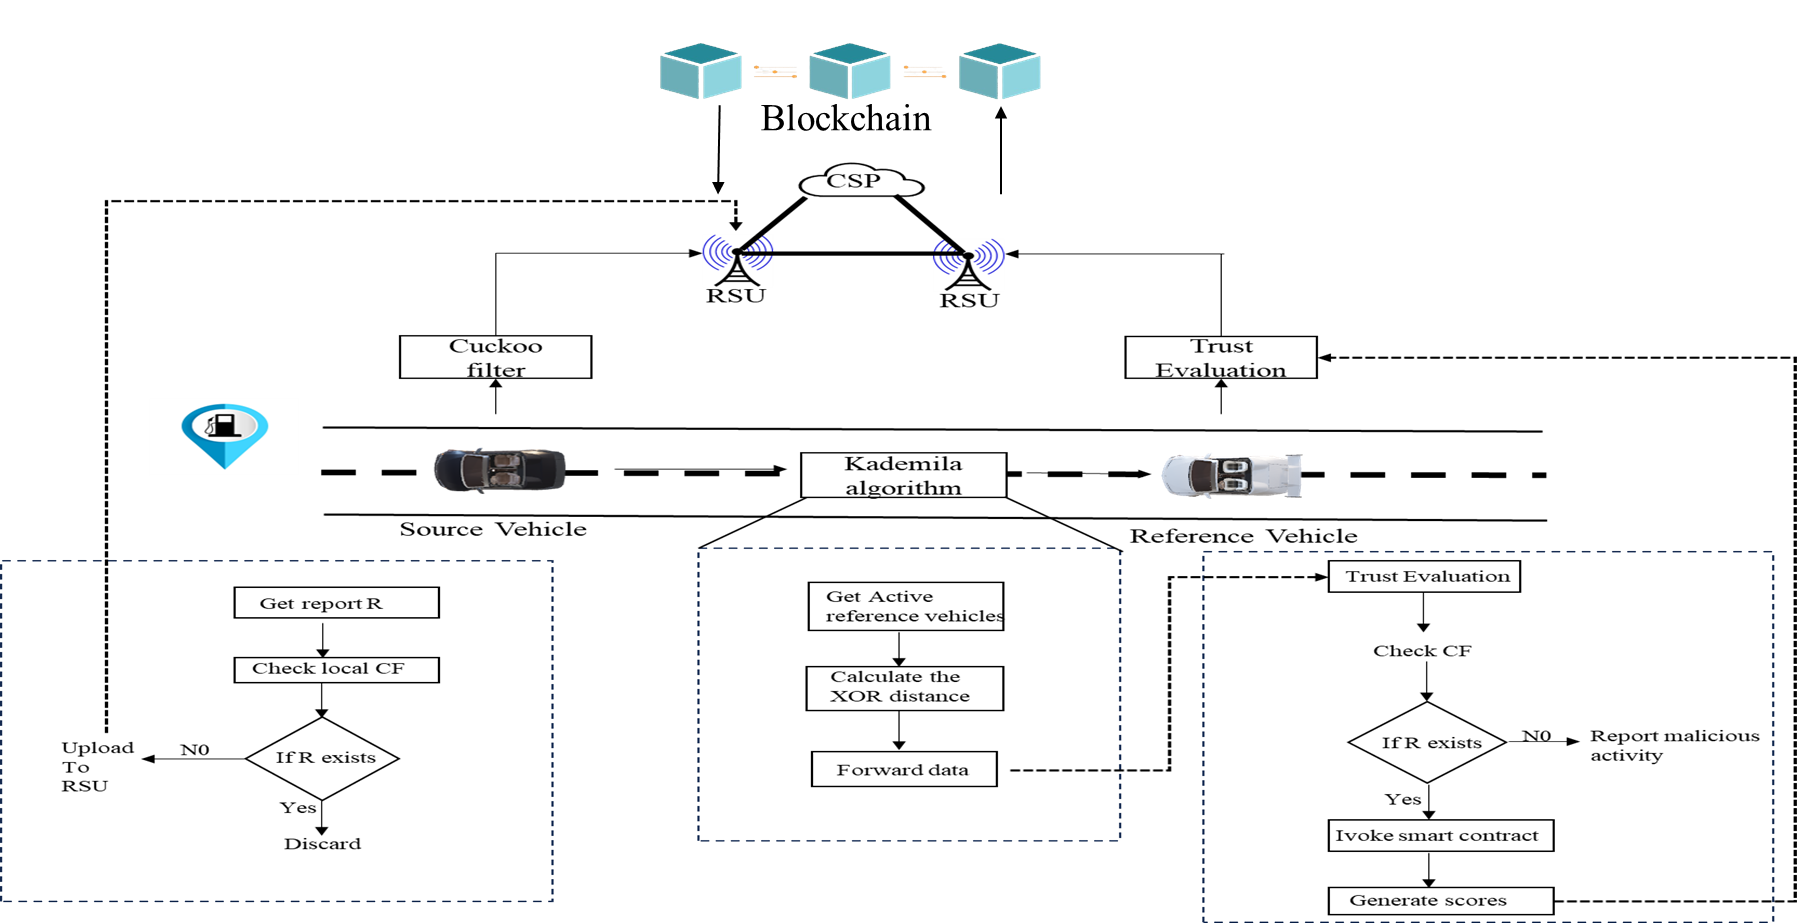 Blockchain
CSP
RSU
RSU
Cuckoo
filter
Trust
Evaluation
Kademila
algorithm
Source Vehicle
Reference Vehicle
Get report R
Check local CF
If R exists
N0
Upload
To
RSU
Yes
Discard
Get Active
reference vehicles
Calculate the
XOR distance
Forward data
Trust Evaluation
Check CF
If R exists
N0
Report malicious
activity
Yes
Ivoke smart contract
Generate scores